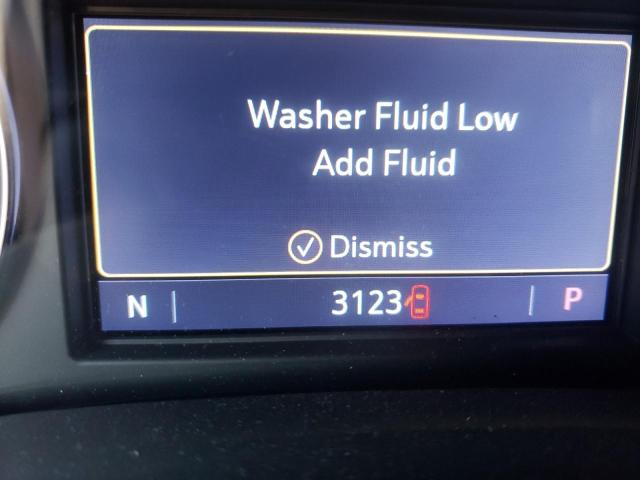 Washer Fluid Low
Add Fluid
Dismiss
N 3123 P